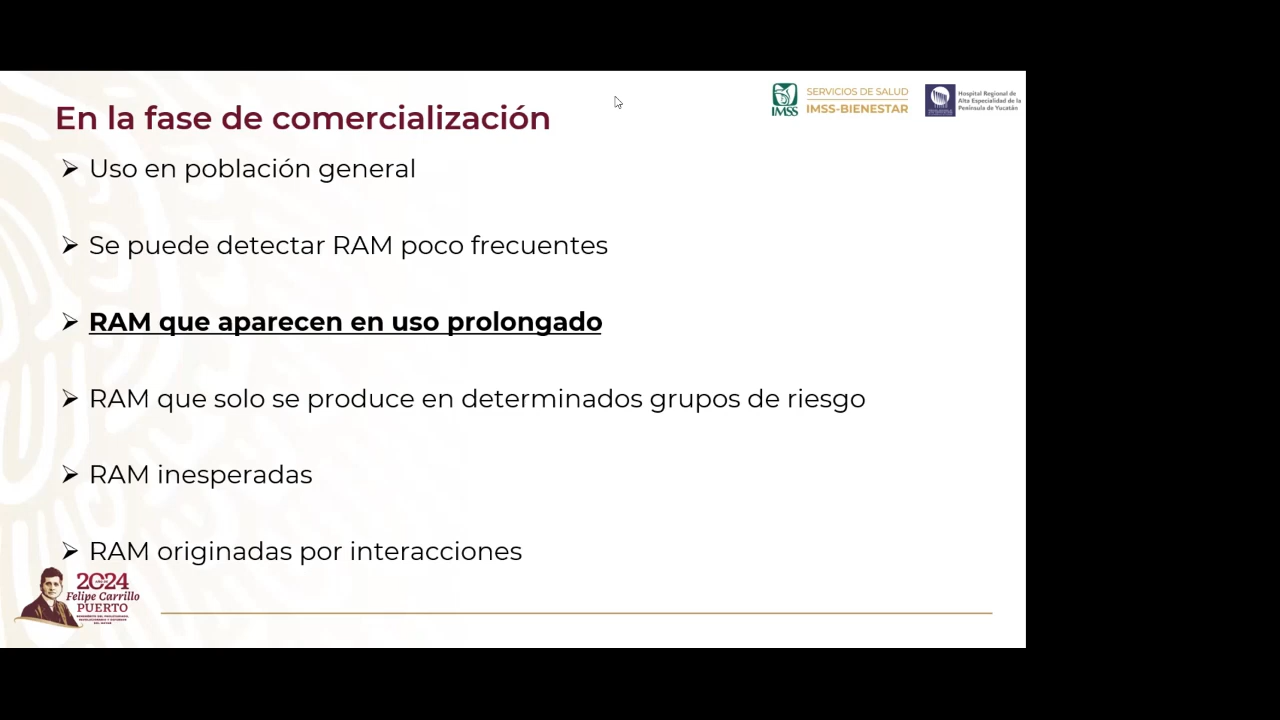 En la fase de comercialización
IMSS
SERVICIOS DE SALUD
IMSS-BIENESTAR
Hospital Regional de
Alta Especialidad de la
Península de Yucatán
➢ Uso en población general
➢ Se puede detectar RAM poco frecuentes
➢ RAM que aparecen en uso prolongado
➢ RAM que solo se produce en determinados grupos de riesgo
➢ RAM inesperadas
➢ RAM originadas por interacciones
2024
Felipe Carrillo
PUERTO